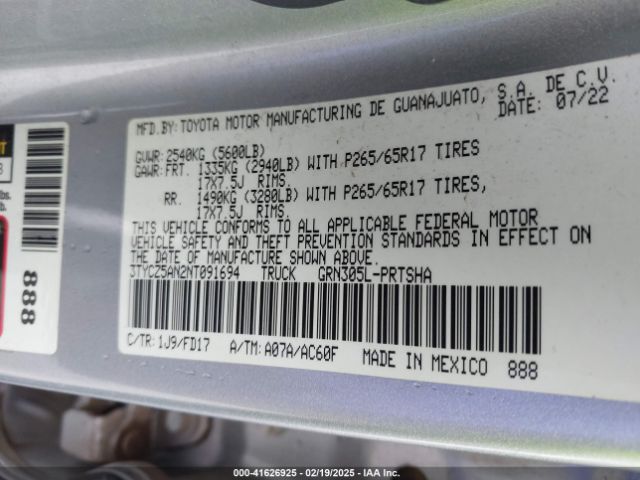 MFD.BY:TOYOTA MOTOR MANUFACTURING DE GUANAJUATO, S.A. DE C.V.
DATE: 07/22
GVWR:2540KG (5600LB)
GAWR:FRT. 1335KG (2940LB) WITH P265/65R17 TIRES
17X7.5J RIMS.
RR. 1490KG (3280LB) WITH P265/65R17 TIRES,
17X7.5J RIMS.
THIS VEHICLE CONFORMS TO ALL APPLICABLE FEDERAL MOTOR
VEHICLE SAFETY AND THEFT PREVENTION STANDARDS IN EFFECT ON
THE DATE OF MANUFACTURE SHOWN ABOVE.
3TYCZ5AN2NT091694 TRUCK GRN305L-PRTSHA
C/TR: 1J9/FD17 A/TM: A07A/AC60F MADE IN MEXICO 888
888
lbs.
000-41626925 - 02/19/2025 - IAA Inc.